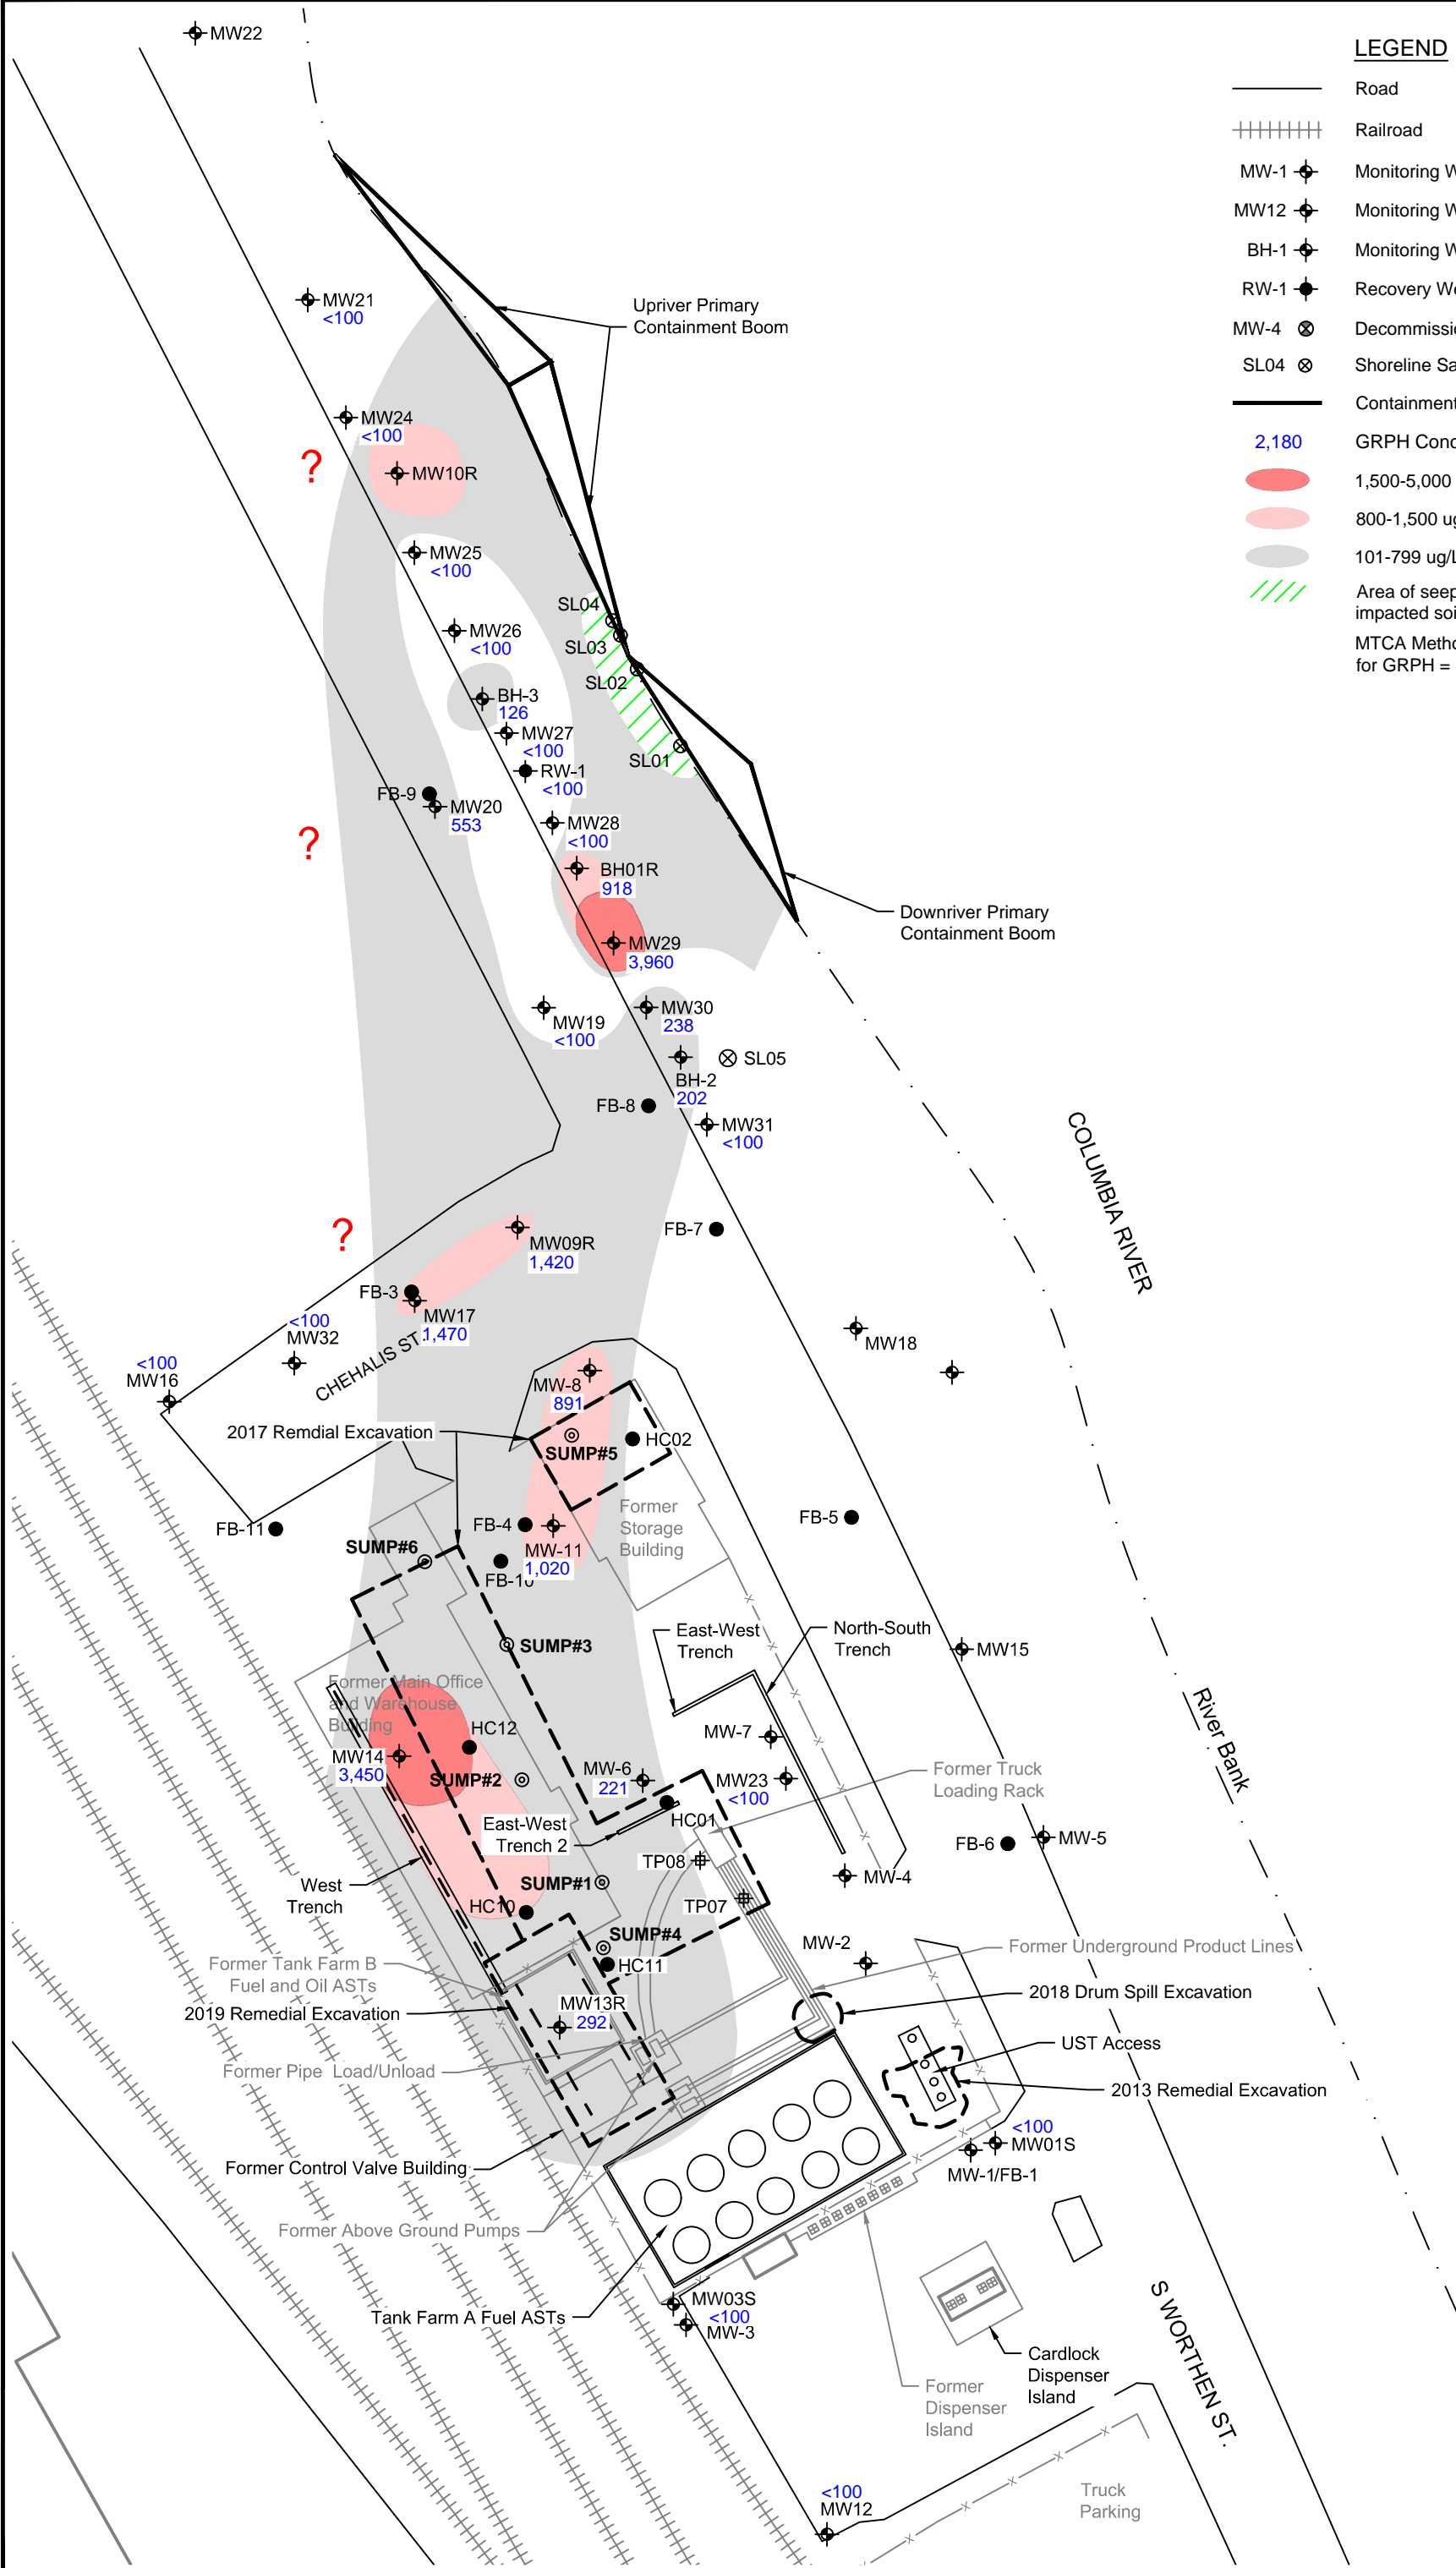 MW22
LEGEND
Road
Railroad
MW-1
Monitoring W
MW12
Monitoring W
BH-1
Monitoring W
RW-1
Recovery We
MW-4
Decommissio
SL04
Shoreline Sa
Containment
2,180
GRPH Conc
1,500-5,000
800-1,500 ug
101-799 ug/L
Area of seep
impacted soi
MTCA Metho
for GRPH =
MW21
<100
Upriver Primary
Containment Boom
MW24
<100
?
MW10R
MW25
<100
SL04
MW26
<100
SL03
SL02
BH-3
126
MW27
<100
SL01
RW-1
<100
FB-9
MW20
553
?
MW28
<100
BH01R
918
Downriver Primary
Containment Boom
MW29
3,960
MW19
<100
MW30
238
SL05
BH-2
202
FB-8
MW31
<100
COLUMBIA RIVER
?
FB-7
MW09R
1,420
FB-3
MW17
1,470
<100
MW32
CHEHALIS ST.
<100
MW16
MW18
MW-8
891
2017 Remdial Excavation
HC02
SUMP#5
Former
Storage
Building
FB-5
FB-11
FB-4
MW-11
1,020
SUMP#6
FB-10
SUMP#3
East-West
Trench
North-South
Trench
MW15
River Bank
Former Main Office
and Warehouse
Building
HC12
MW-7
MW14
3,450
SUMP#2
MW-6
221
MW23
<100
Former Truck
Loading Rack
HC01
East-West
Trench 2
FB-6
MW-5
TP08
MW-4
West
Trench
SUMP#1
HC10
TP07
SUMP#4
MW-2
Former Underground Product Lines
Former Tank Farm B
Fuel and Oil ASTs
HC11
2018 Drum Spill Excavation
2019 Remedial Excavation
MW13R
292
UST Access
Former Pipe Load/Unload
2013 Remedial Excavation
<100
MW01S
MW-1/FB-1
Former Control Valve Building
Former Above Ground Pumps
MW03S
<100
MW-3
Tank Farm A Fuel ASTs
S WORTHEN ST.
Cardlock
Dispenser
Island
Former
Dispenser
Island
<100
MW12
Truck
Parking